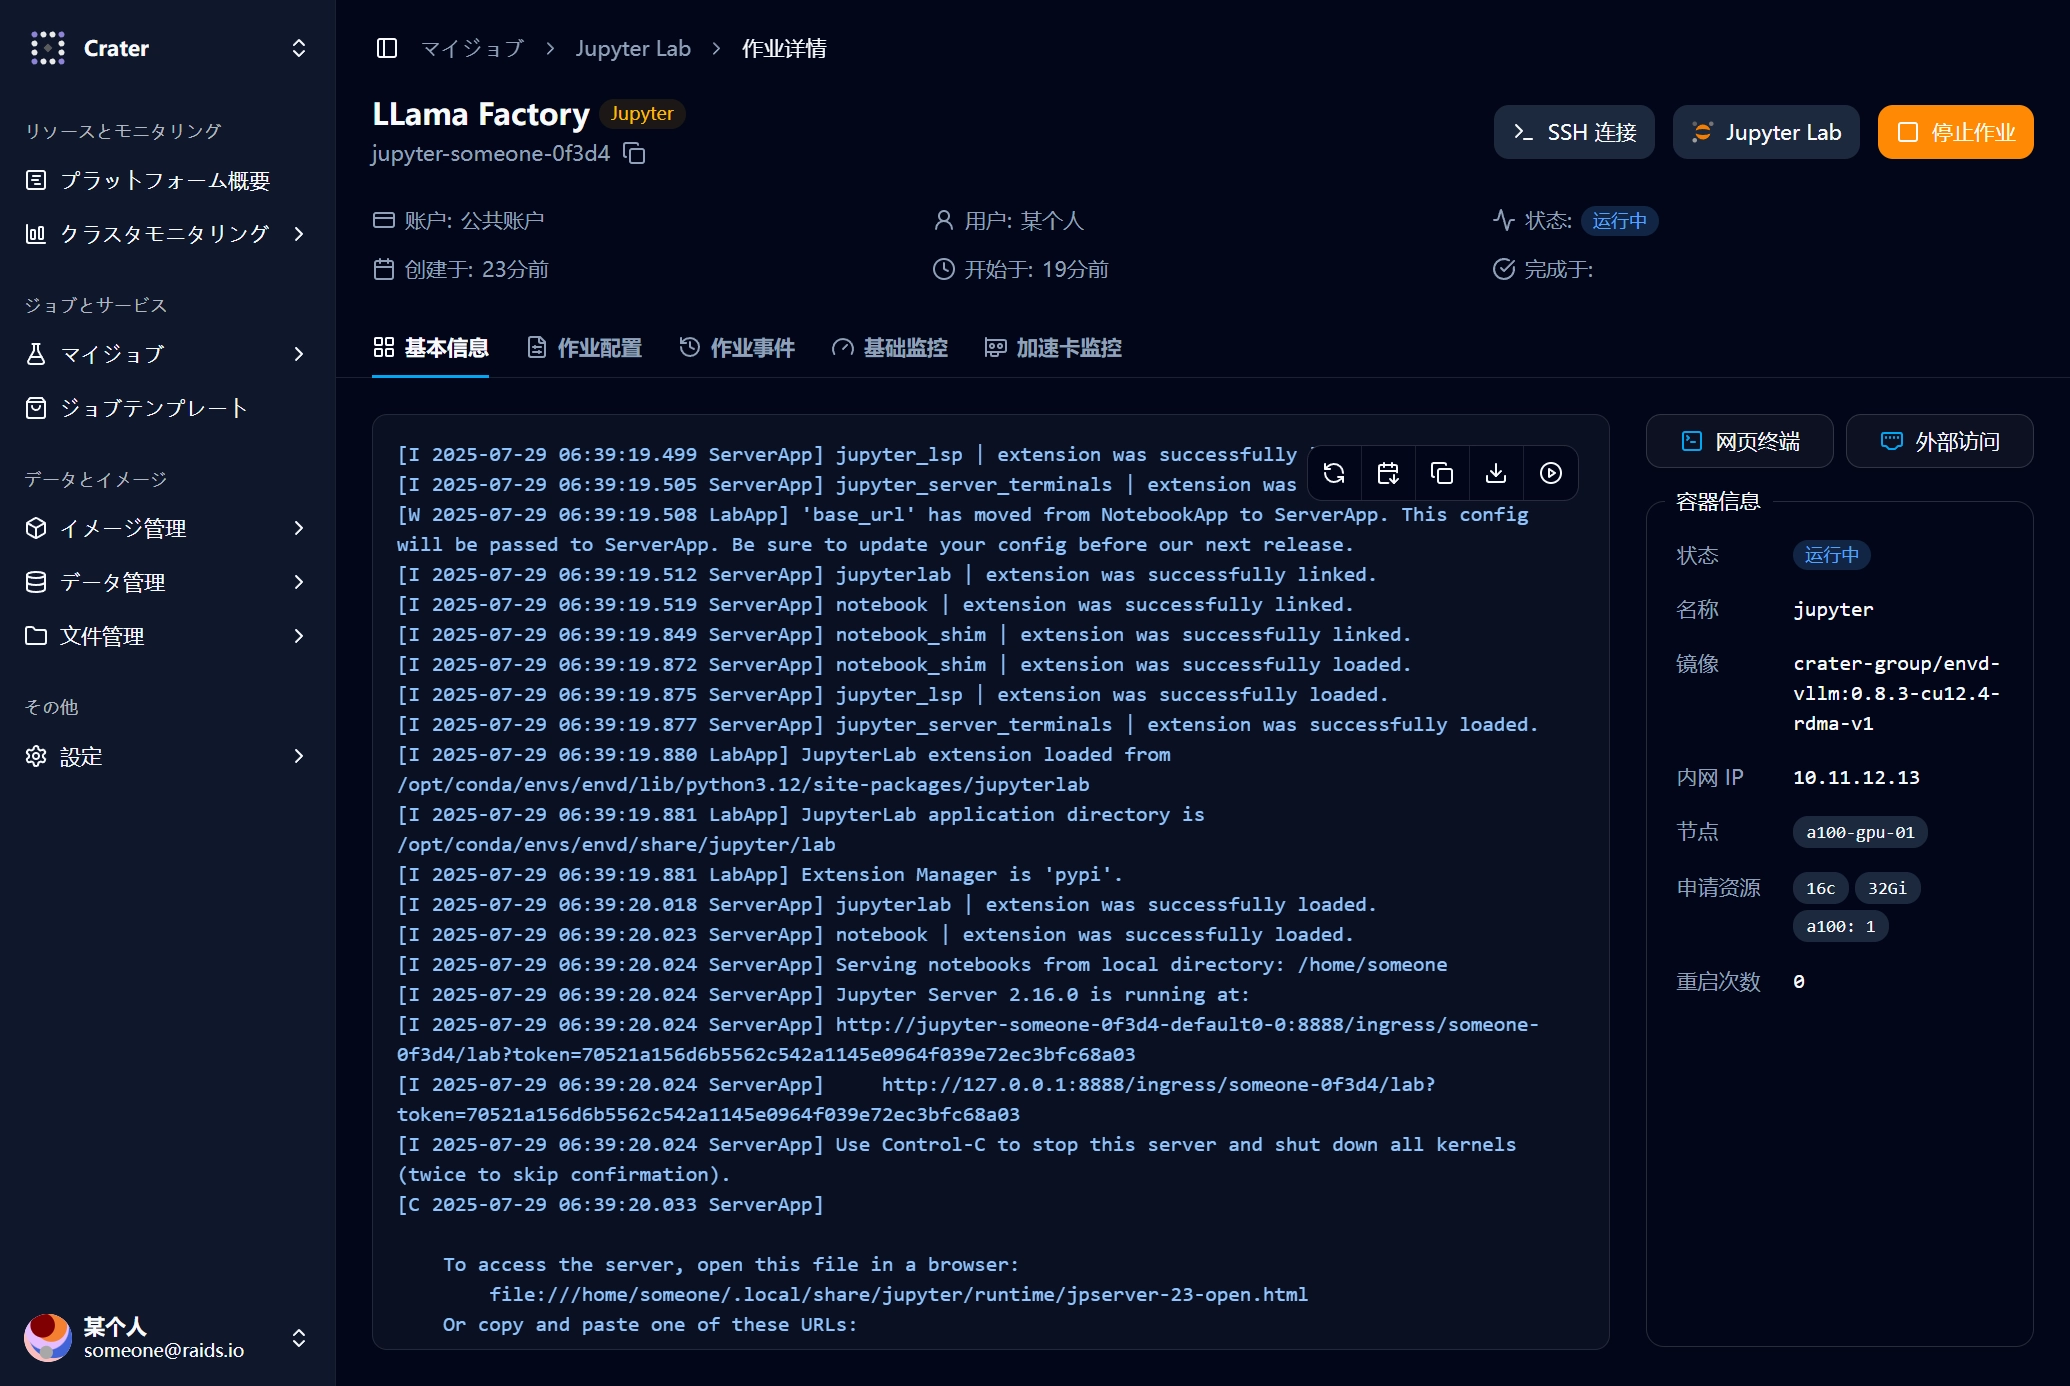 Crater
リソースとモニタリング
プラットフォーム概要
クラスタモニタリング
ジョブとサービス
マイジョブ
ジョブテンプレート
データとイメージ
イメージ管理
データ管理
文件管理
その他
設定
某个人
someone@raids.io
マイジョブ > Jupyter Lab > 作业详情
LLama Factory Jupyter
jupyter-someone-0f3d4
SSH 连接
Jupyter Lab
停止作业
账户: 公共账户
用户: 某个人
状态: 运行中
创建于: 23分前
开始于: 19分前
完成于:
基本信息
作业配置
作业事件
基础监控
加速卡监控
[I 2025-07-29 06:39:19.499 ServerApp] jupyter_lsp | extension was successfully
[I 2025-07-29 06:39:19.505 ServerApp] jupyter_server_terminals | extension was
[W 2025-07-29 06:39:19.508 LabApp] 'base_url' has moved from NotebookApp to ServerApp. This config
will be passed to ServerApp. Be sure to update your config before our next release.
[I 2025-07-29 06:39:19.512 ServerApp] jupyterlab | extension was successfully linked.
[I 2025-07-29 06:39:19.519 ServerApp] notebook | extension was successfully linked.
[I 2025-07-29 06:39:19.849 ServerApp] notebook_shim | extension was successfully linked.
[I 2025-07-29 06:39:19.872 ServerApp] notebook_shim | extension was successfully loaded.
[I 2025-07-29 06:39:19.875 ServerApp] jupyter_lsp | extension was successfully loaded.
[I 2025-07-29 06:39:19.877 ServerApp] jupyter_server_terminals | extension was successfully loaded.
[I 2025-07-29 06:39:19.880 LabApp] JupyterLab extension loaded from
/opt/conda/envs/envd/lib/python3.12/site-packages/jupyterlab
[I 2025-07-29 06:39:19.881 LabApp] JupyterLab application directory is
/opt/conda/envs/envd/share/jupyter/lab
[I 2025-07-29 06:39:19.881 LabApp] Extension Manager is 'pypi'.
[I 2025-07-29 06:39:20.018 ServerApp] jupyterlab | extension was successfully loaded.
[I 2025-07-29 06:39:20.023 ServerApp] notebook | extension was successfully loaded.
[I 2025-07-29 06:39:20.024 ServerApp] Serving notebooks from local directory: /home/someone
[I 2025-07-29 06:39:20.024 ServerApp] Jupyter Server 2.16.0 is running at:
[I 2025-07-29 06:39:20.024 ServerApp] http://jupyter-someone-0f3d4-default0-0:8888/ingress/someone-
0f3d4/lab?token=70521a156d6b5562c542a1145e0964f039e72ec3bfc68a03
[I 2025-07-29 06:39:20.024 ServerApp]     http://127.0.0.1:8888/ingress/someone-0f3d4/lab?
token=70521a156d6b5562c542a1145e0964f039e72ec3bfc68a03
[I 2025-07-29 06:39:20.024 ServerApp] Use Control-C to stop this server and shut down all kernels
(twice to skip confirmation).
[C 2025-07-29 06:39:20.033 ServerApp]
To access the server, open this file in a browser:
file:///home/someone/.local/share/jupyter/runtime/jpserver-23-open.html
Or copy and paste one of these URLs:
网页终端
外部访问
容器信息
状态 运行中
名称 jupyter
镜像 crater-group/envd-
vllm:0.8.3-cu12.4-
rdma-v1
内网 IP 10.11.12.13
节点 a100-gpu-01
申请资源 16c 32Gi
a100: 1
重启次数 0